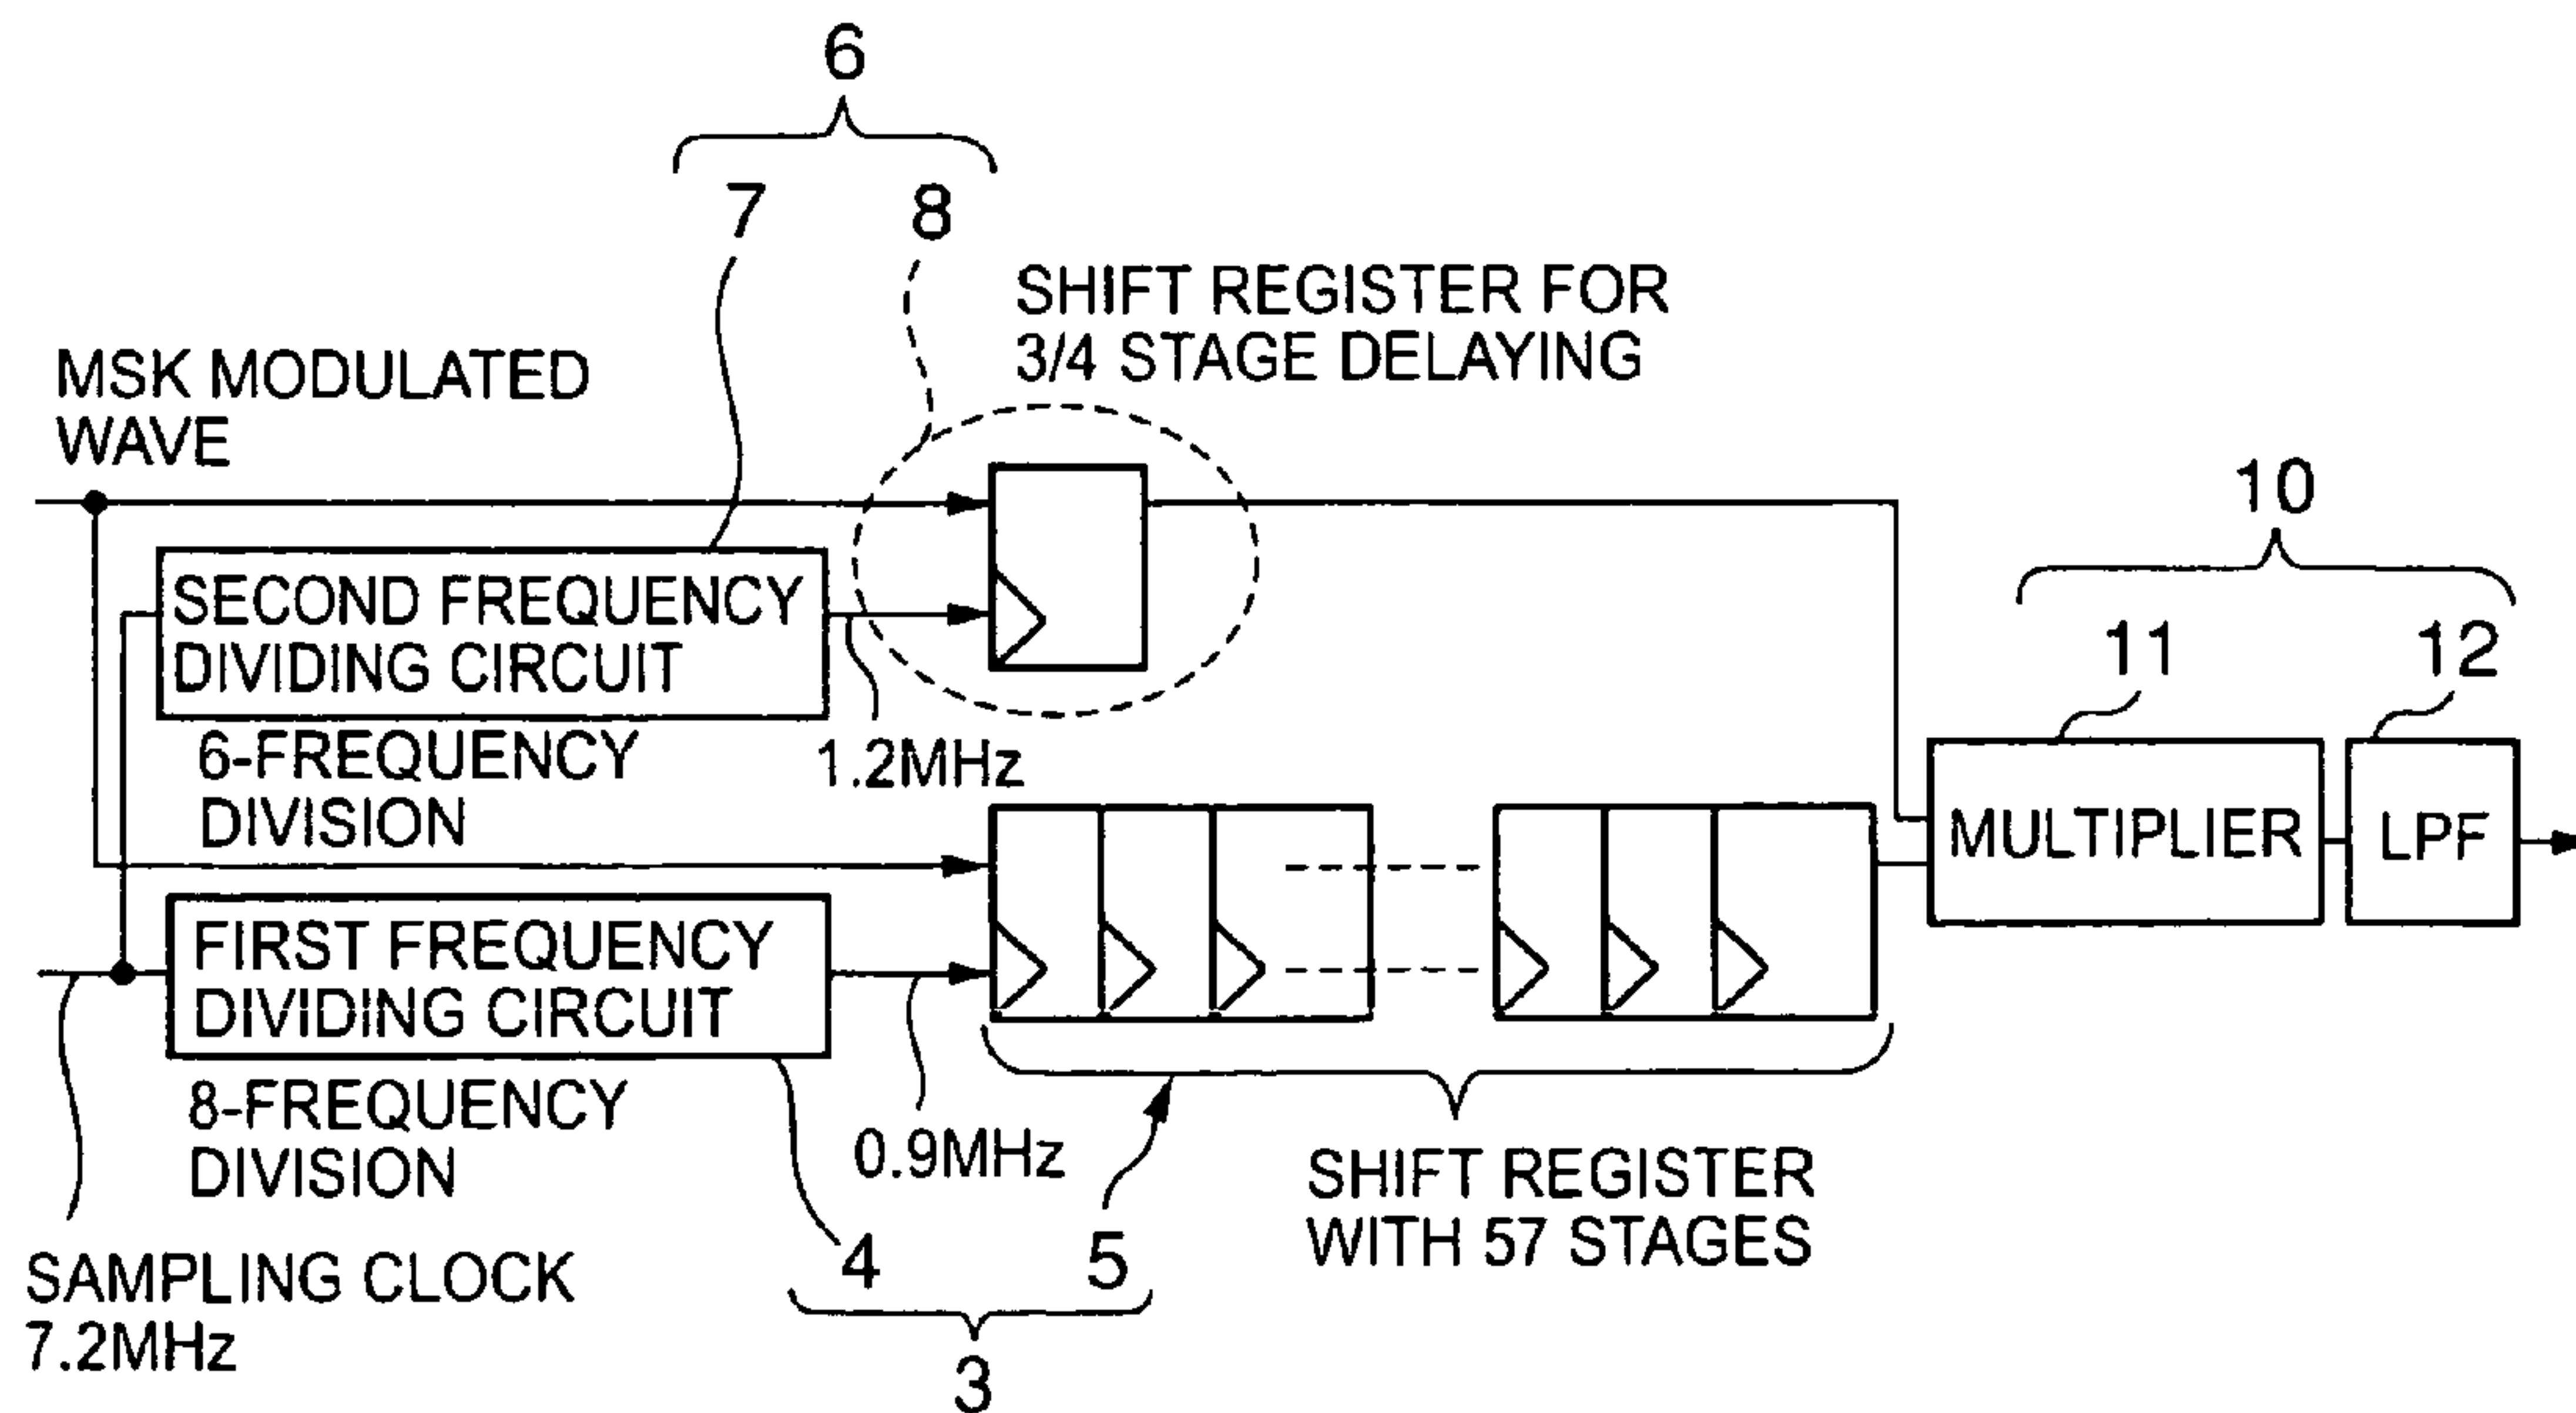 6
7
8
SHIFT REGISTER FOR
3/4 STAGE DELAYING
MSK MODULATED
WAVE
SECOND FREQUENCY
DIVIDING CIRCUIT
6-FREQUENCY
DIVISION
1.2MHz
10
11
12
MULTIPLIER
LPF
FIRST FREQUENCY
DIVIDING CIRCUIT
8-FREQUENCY
DIVISION
0.9MHz
SHIFT REGISTER
WITH 57 STAGES
SAMPLING CLOCK
7.2MHz
4
5
3